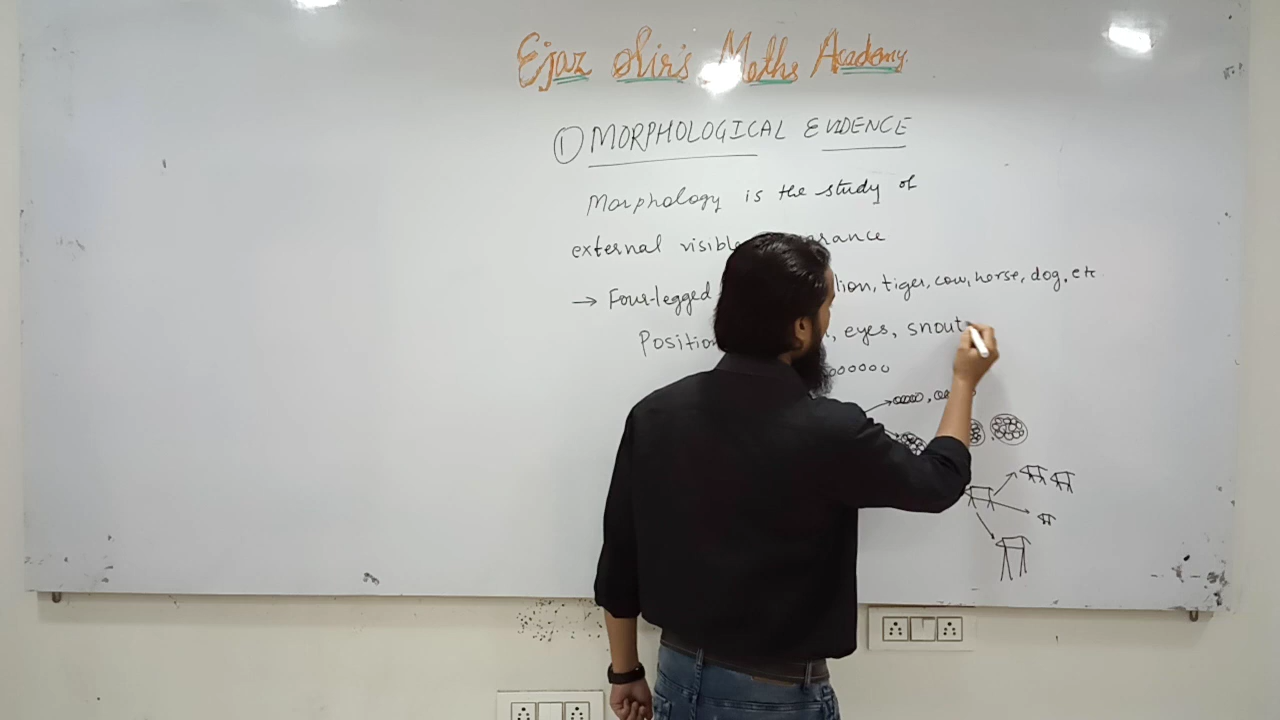 Ejaz Sir's Maths Academy.
① MORPHOLOGICAL EVIDENCE
Morphology is the study of
external visible
→ Four-legged lion, tiger, cow, horse, dog, etc
Position , eyes, snout